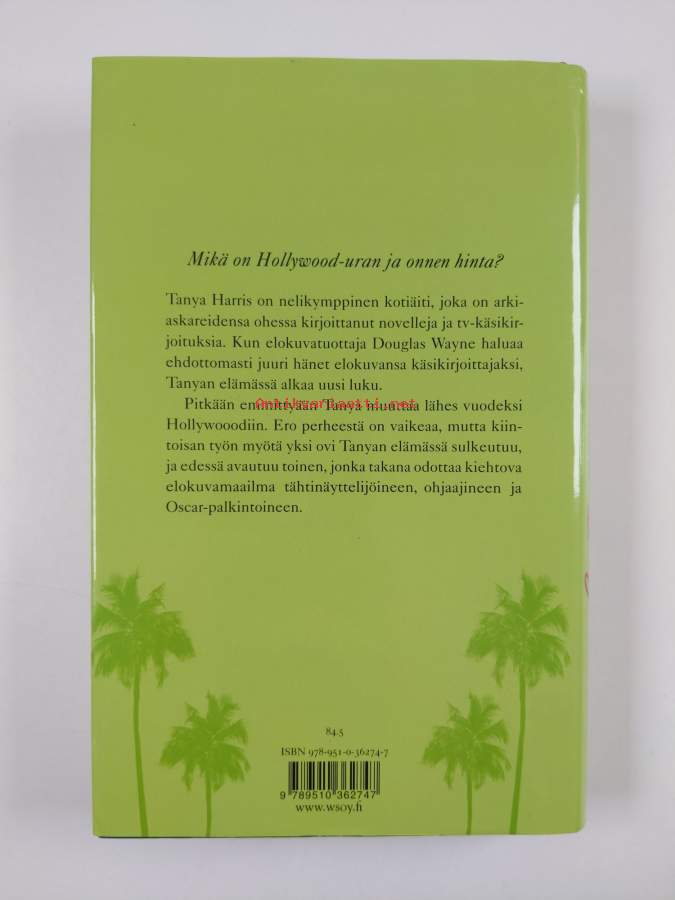 Mikä on Hollywood-uran ja onnen hinta?
Tanya Harris on nelikymppinen kotiäiti, joka on arki-
askareidensa ohessa kirjoittanut novelleja ja tv-käsikir-
joituksia. Kun elokuvatuottaja Douglas Wayne haluaa
ehdottomasti juuri hänet elokuvansa käsikirjoittajaksi,
Tanyan elämässä alkaa uusi luku.
Pitkään emmittyään Tanya muuttaa lähes vuodeksi
Antikvariaatti.net
Hollywooodiin. Ero perheestä on vaikeaa, mutta kiin-
toisan työn myötä yksi ovi Tanyan elämässä sulkeutuu,
ja edessä avautuu toinen, jonka takana odottaa kiehtova
elokuvamaailma tähtinäyttelijöineen, ohjaajineen ja
Oscar-palkintoineen.
84.5
ISBN 978-951-0-36274-7
9 789510 362747
www.wsoy.fi